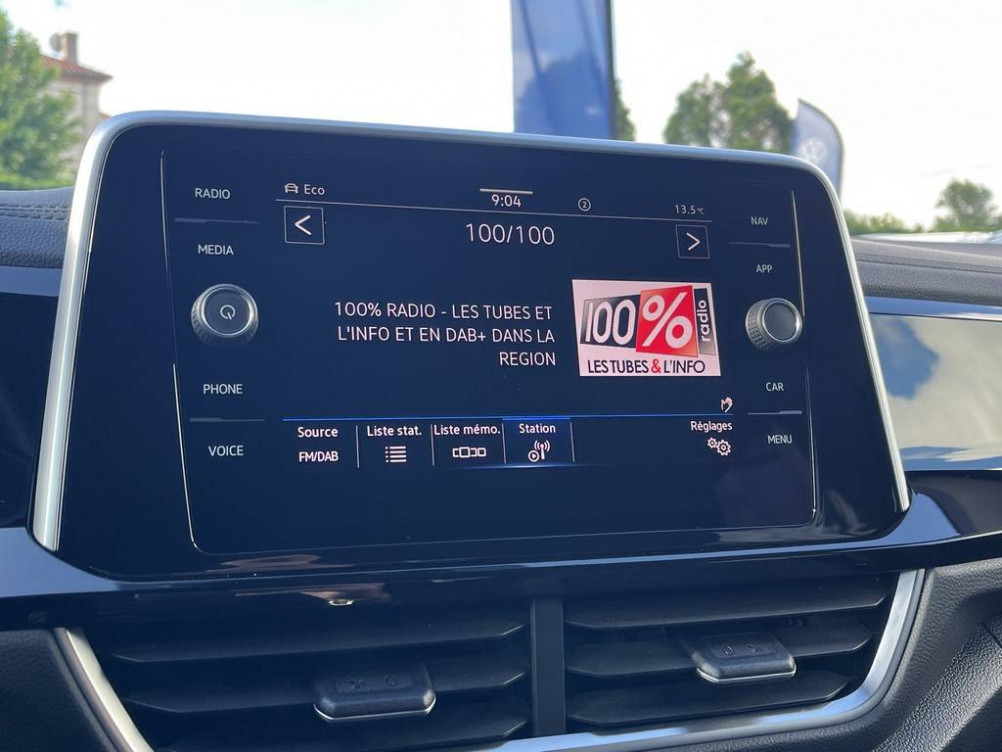 RADIO
MEDIA
PHONE
VOICE
Eco
9:04
2
13.5°C
<
100/100
>
100% RADIO - LES TUBES ET
L'INFO ET EN DAB+ DANS LA
REGION
100% radio
LES TUBES & L'INFO
Source
FM/DAB
Liste stat.
Liste mémo.
Station
Réglages
NAV
APP
CAR
MENU